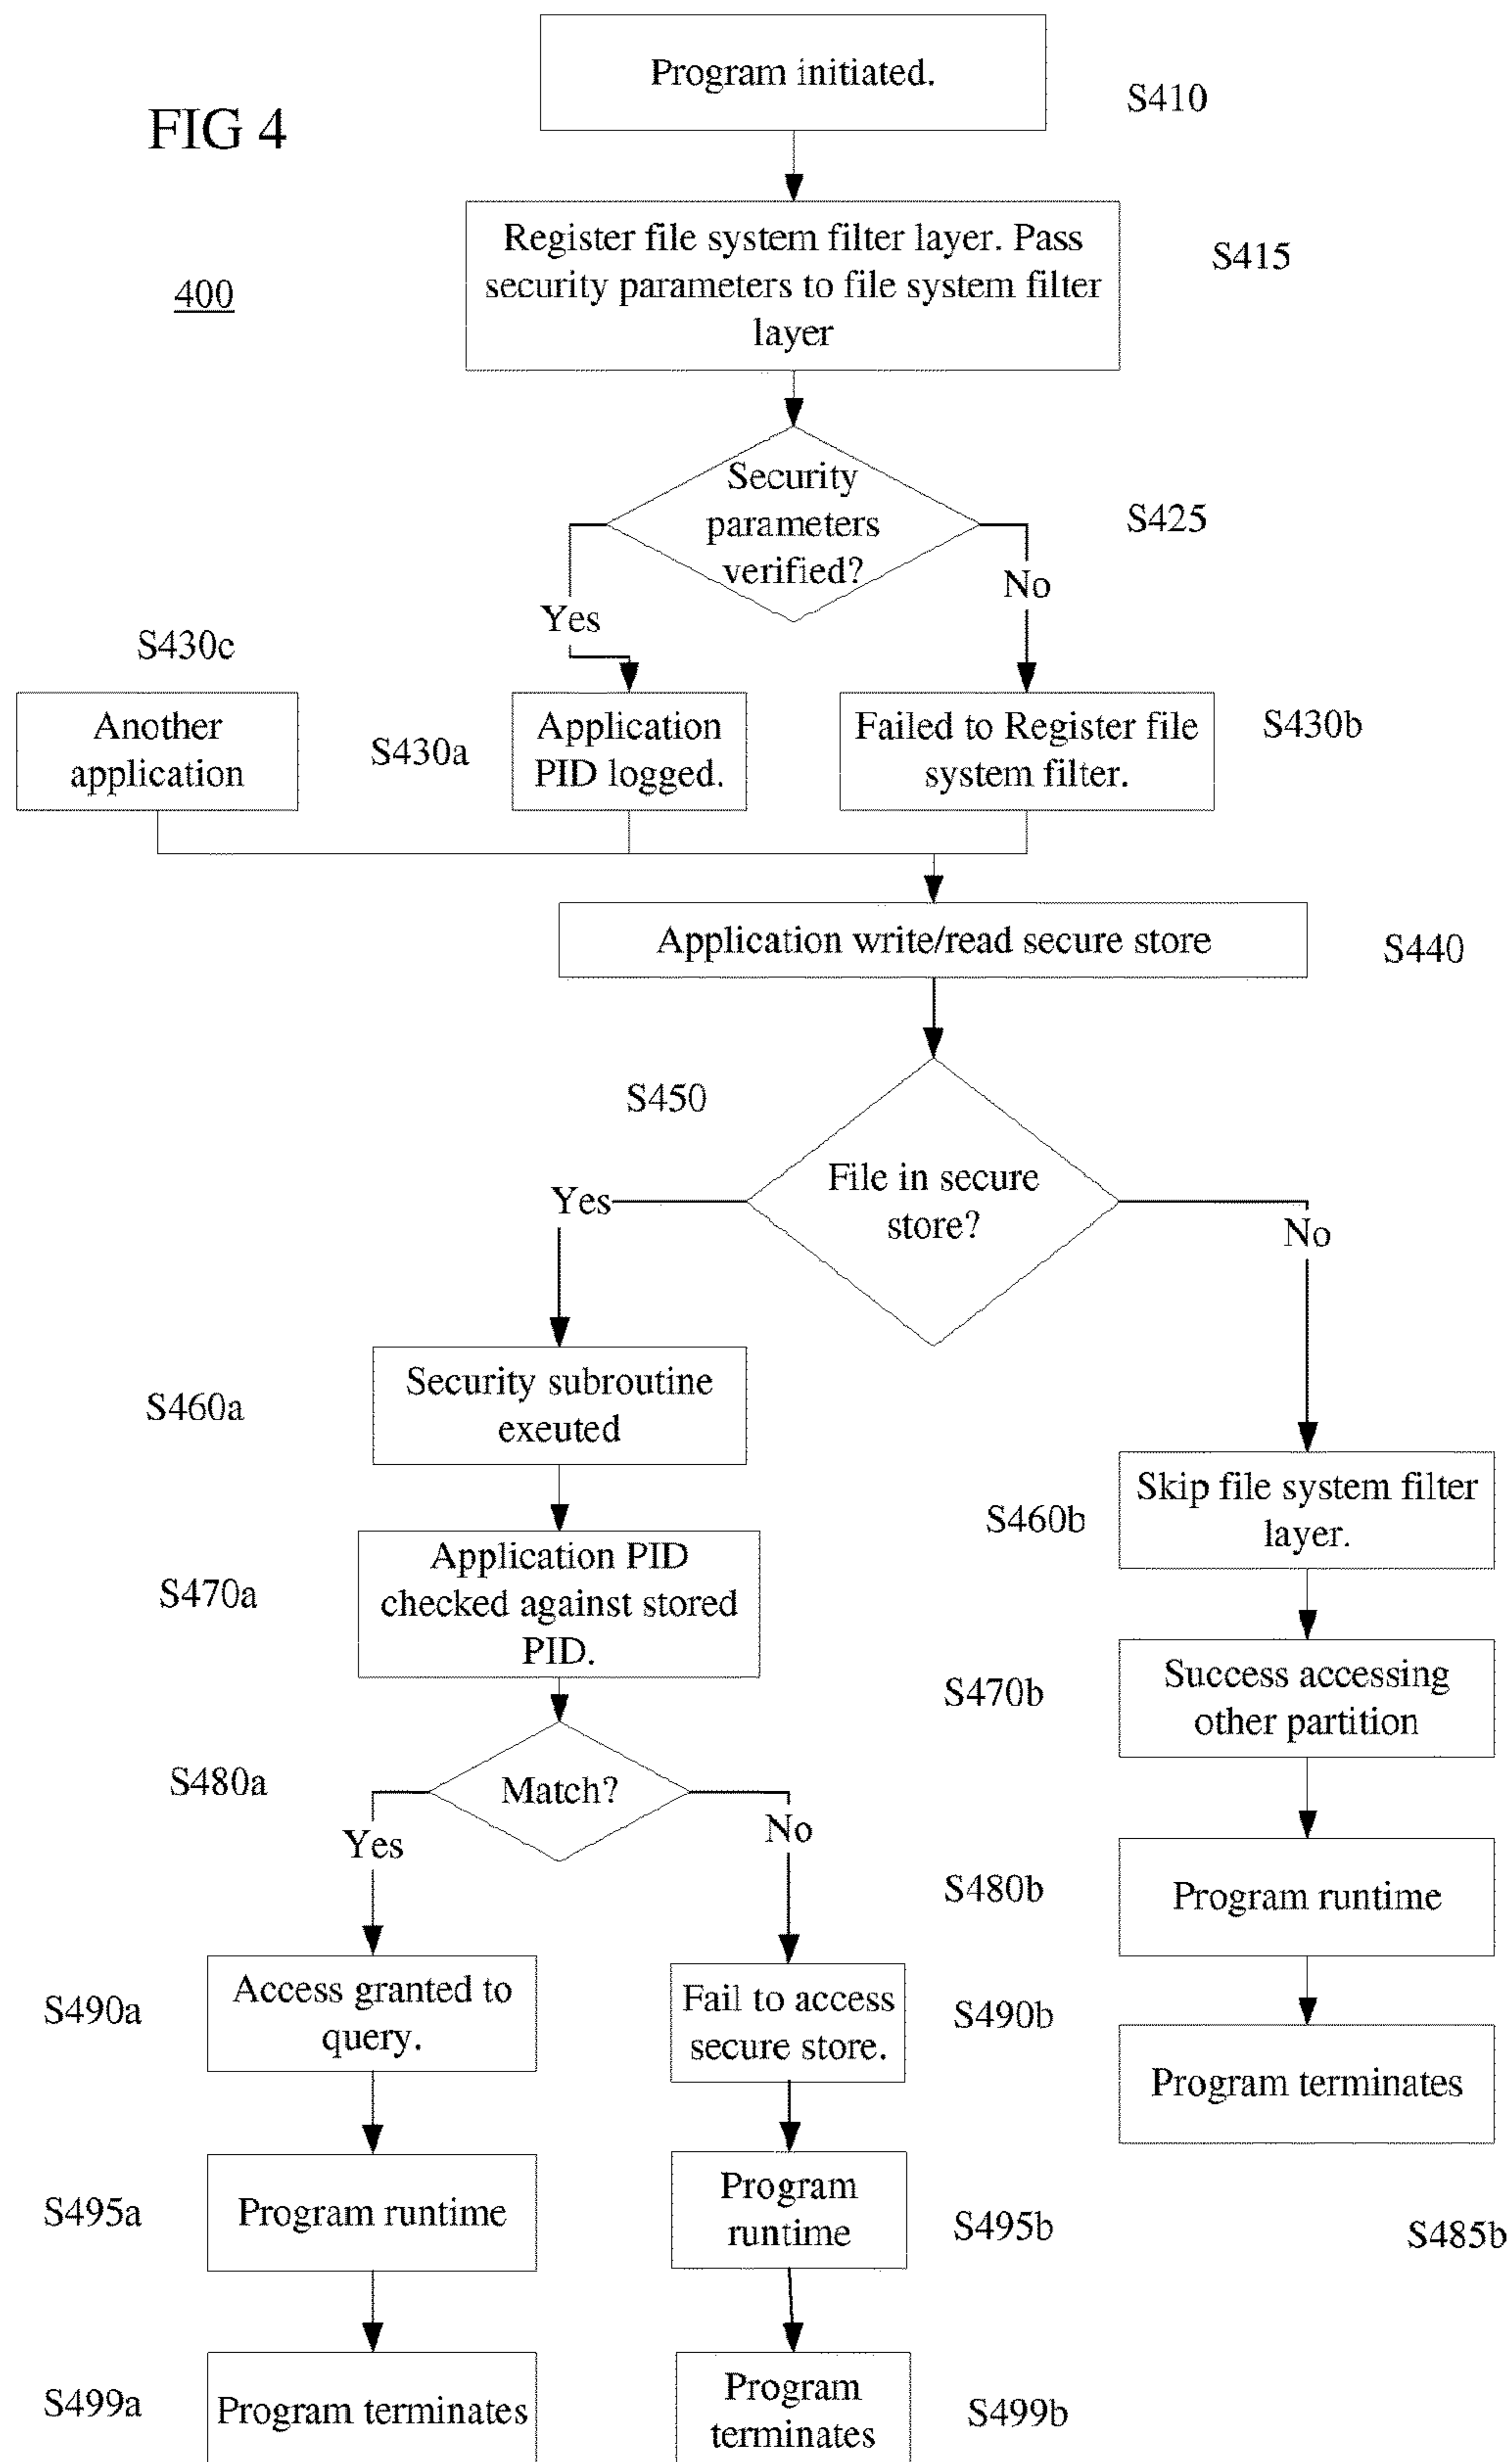 Program initiated.
S410
FIG 4
Register file system filter layer. Pass
security parameters to file system filter
layer
S415
400
Security
parameters
verified?
S425
Yes
No
S430c
Another
application
S430a
Application
PID logged.
Failed to Register file
system filter.
S430b
Application write/read secure store
S440
S450
File in secure
store?
Yes
No
S460a
Security subroutine
exeuted
S460b
Skip file system filter
layer.
S470a
Application PID
checked against stored
PID.
S470b
Success accessing
other partition
S480a
Match?
Yes
No
S480b
Program runtime
S490a
Access granted to
query.
Fail to access
secure store.
S490b
Program terminates
S495a
Program runtime
Program
runtime
S495b
S485b
S499a
Program terminates
Program
terminates
S499b